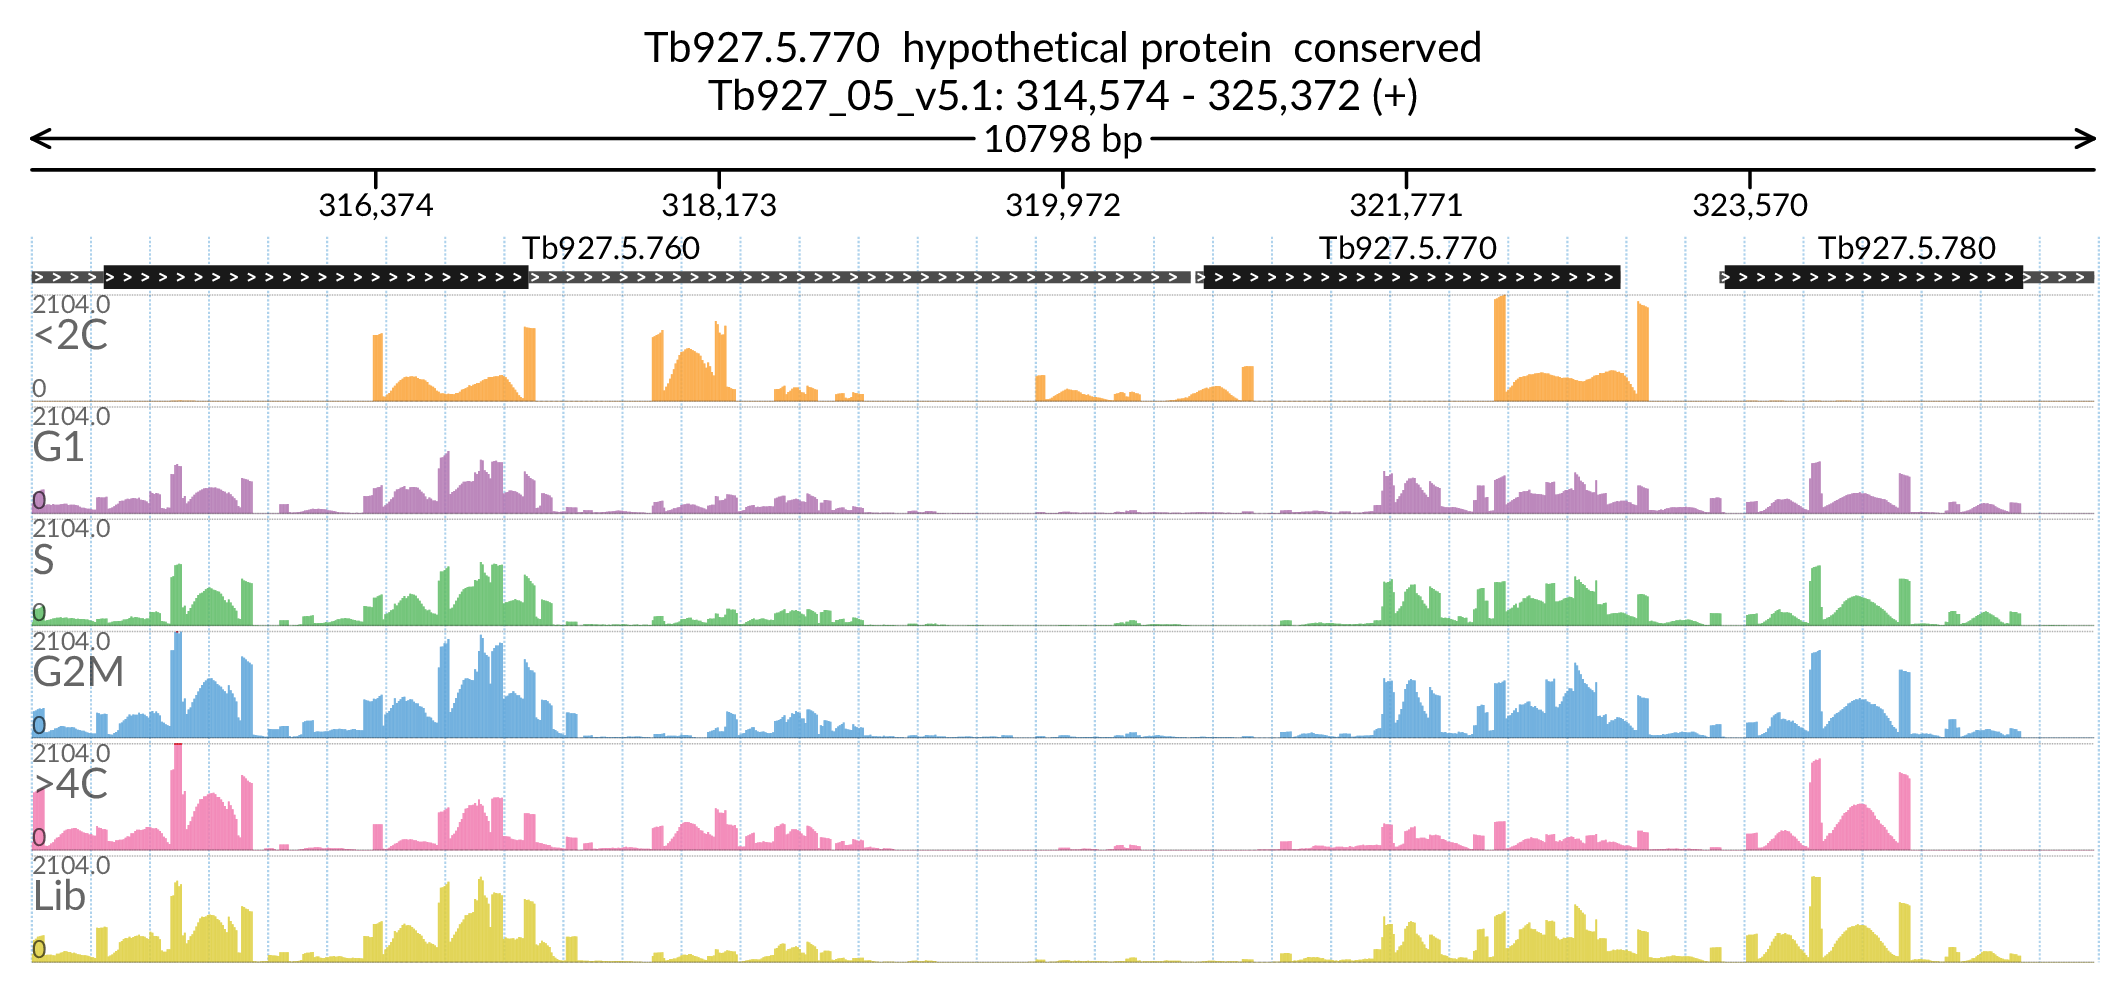 Tb927.5.770  hypothetical protein  conserved
Tb927_05_v5.1: 314,574 - 325,372 (+)
10798 bp
316,374 318,173 319,972 321,771 323,570
Tb927.5.760 Tb927.5.770 Tb927.5.780
2104.0
<2C
0
2104.0
G1
0
2104.0
S
0
2104.0
G2M
0
2104.0
>4C
0
2104.0
Lib
0